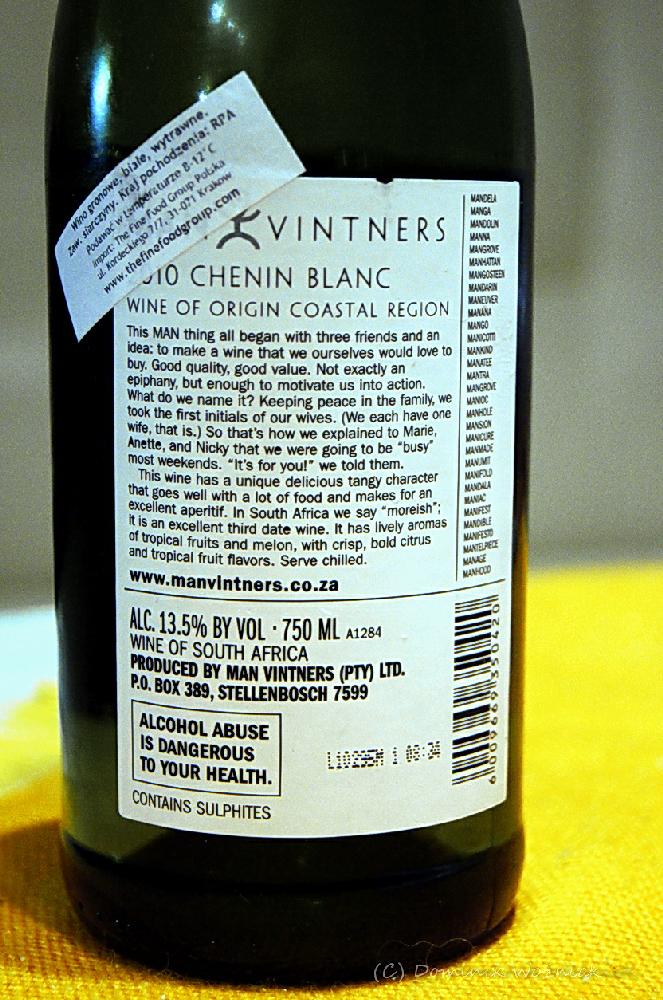 Wino gronowe, białe, wytrawne.
Zaw. siarczyny. Kraj pochodzenia: RPA
Podawać w temperaturze 8-12°C
Import: The Fine Food Group Polska
ul. Kordeckiego 7/7, 31-071 Kraków
www.thefinefoodgroup.com
VINTNERS
CHENIN BLANC
WINE OF ORIGIN COASTAL REGION
This MAN thing all began with three friends and an
idea: to make a wine that we ourselves would love to
buy. Good quality, good value. Not exactly an
epiphany, but enough to motivate us into action.
What do we name it? Keeping peace in the family, we
took the first initials of our wives. (We each have one
wife, that is.) So that's how we explained to Marie,
Anette, and Nicky that we were going to be "busy"
most weekends. "It's for you!" we told them.
This wine has a unique delicious tangy character
that goes well with a lot of food and makes for an
excellent aperitif. In South Africa we say "moreish";
it is an excellent third date wine. It has lively aromas
of tropical fruits and melon, with crisp, bold citrus
and tropical fruit flavors. Serve chilled.
www.manvintners.co.za
MANDELA
MANGA
MANDOLIN
MANNA
MANGROVE
MANHATTAN
MANGOSTEEN
MANDARIN
MANEUVER
MANANA
MANGO
MANICOTTI
MANKIND
MANATEE
MANTRA
MANGROVE
MANIOC
MANHOLE
MANSION
MANICURE
MANMADE
MANUMIT
MANIFOLD
MANDALA
MANIAC
MANIFEST
MANDIBLE
MANIFESTO
MANTELPIECE
MANAGE
MANHOOD
ALC. 13.5% BY VOL · 750 ML A1284
WINE OF SOUTH AFRICA
PRODUCED BY MAN VINTNERS (PTY) LTD.
P.O. BOX 389, STELLENBOSCH 7599
ALCOHOL ABUSE
IS DANGEROUS
TO YOUR HEALTH.
CONTAINS SULPHITES
1 08:34
6009669350420
(C) Dominik Woźniak